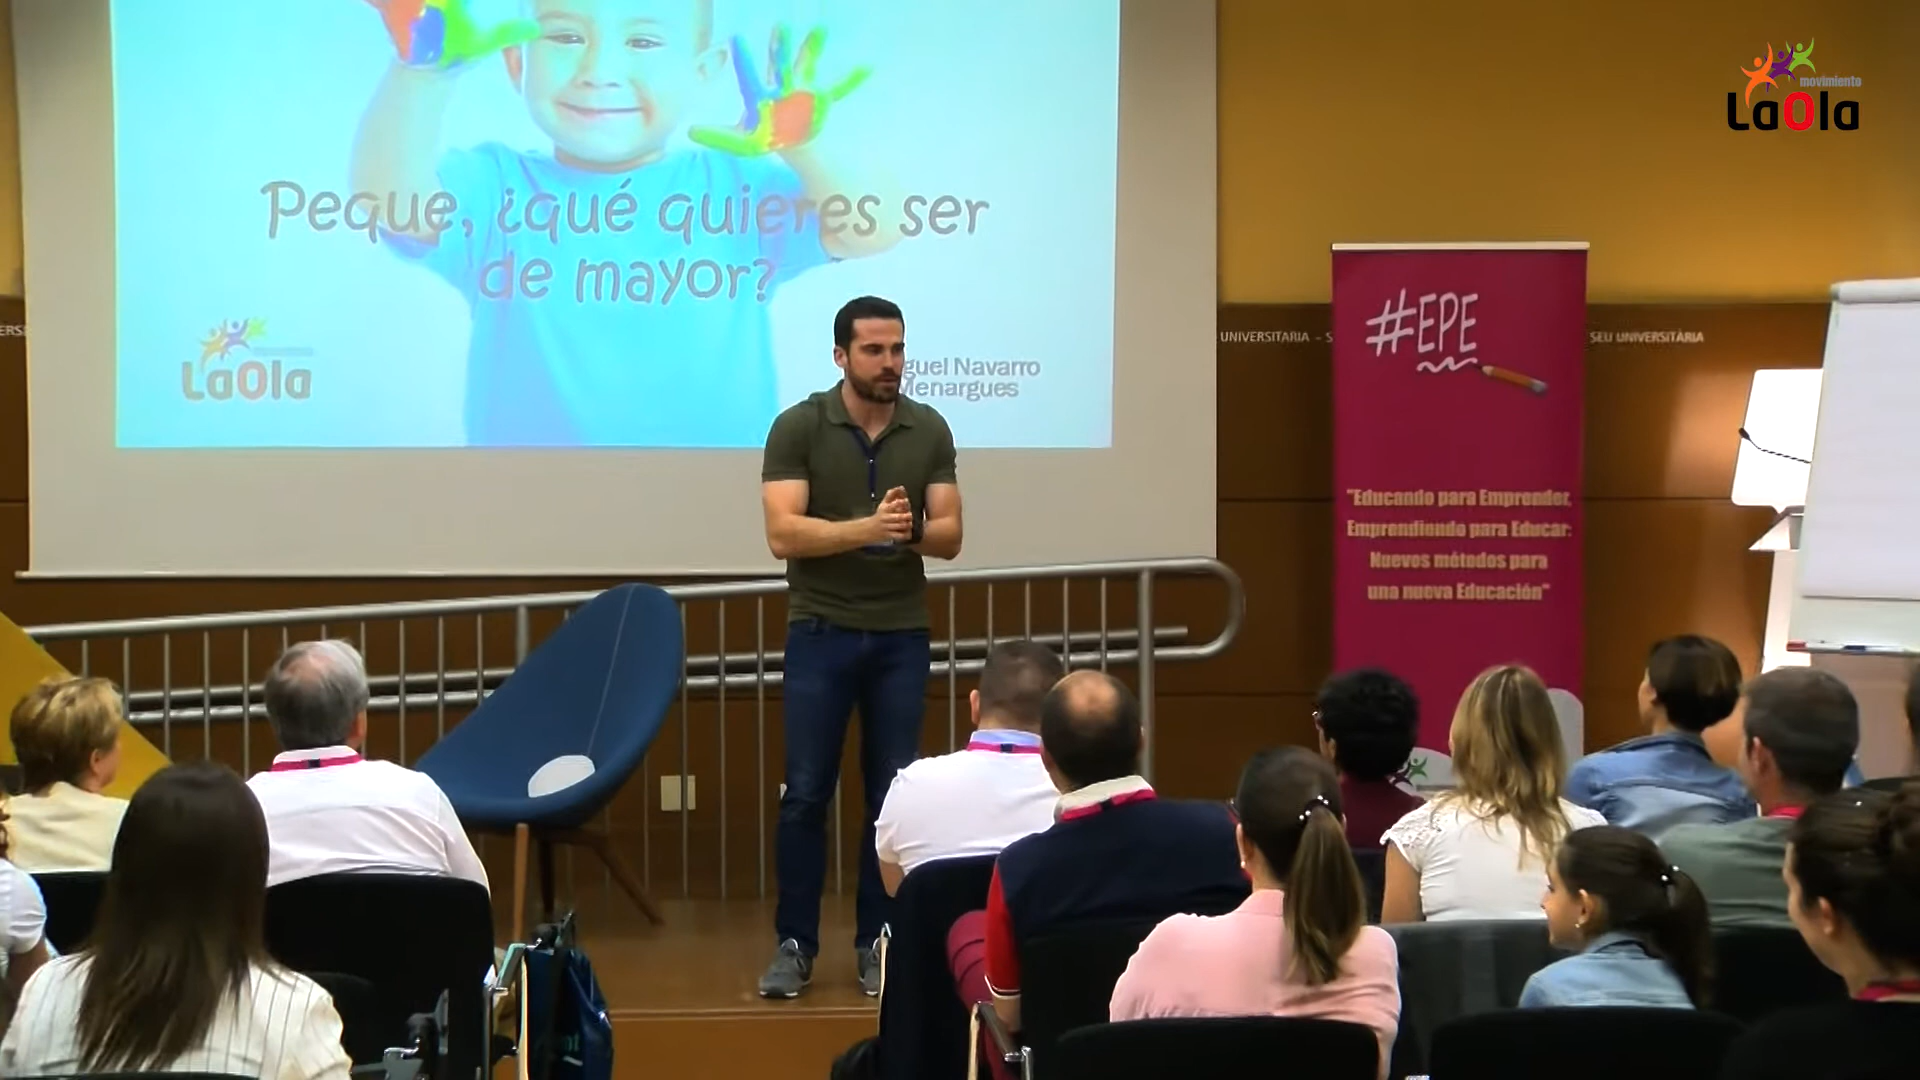 movimiento
LaOla
Peque, ¿qué quieres ser
de mayor?
LaOla
guel Navarro
Menargues
UNIVERSITARIA - S
SEU UNIVERSITÀRIA
#EPE
"Educando para Emprender,
Emprendiendo para Educar:
Nuevos métodos para
una nueva Educación"